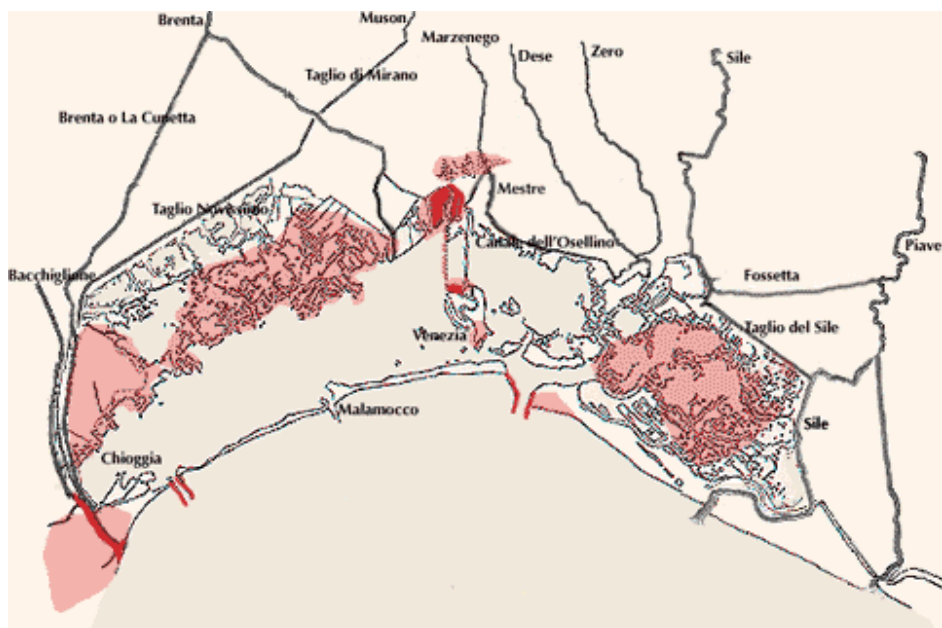 Brenta
Muson
Marzenego
Dese
Zero
Sile
Taglio di Mirano
Brenta o La Cunetta
Mestre
Taglio Novissimo
Canale dell'Osellino
Piave
Bacchiglione
Fossetta
Taglio del Sile
Venezia
Malamocco
Sile
Chioggia